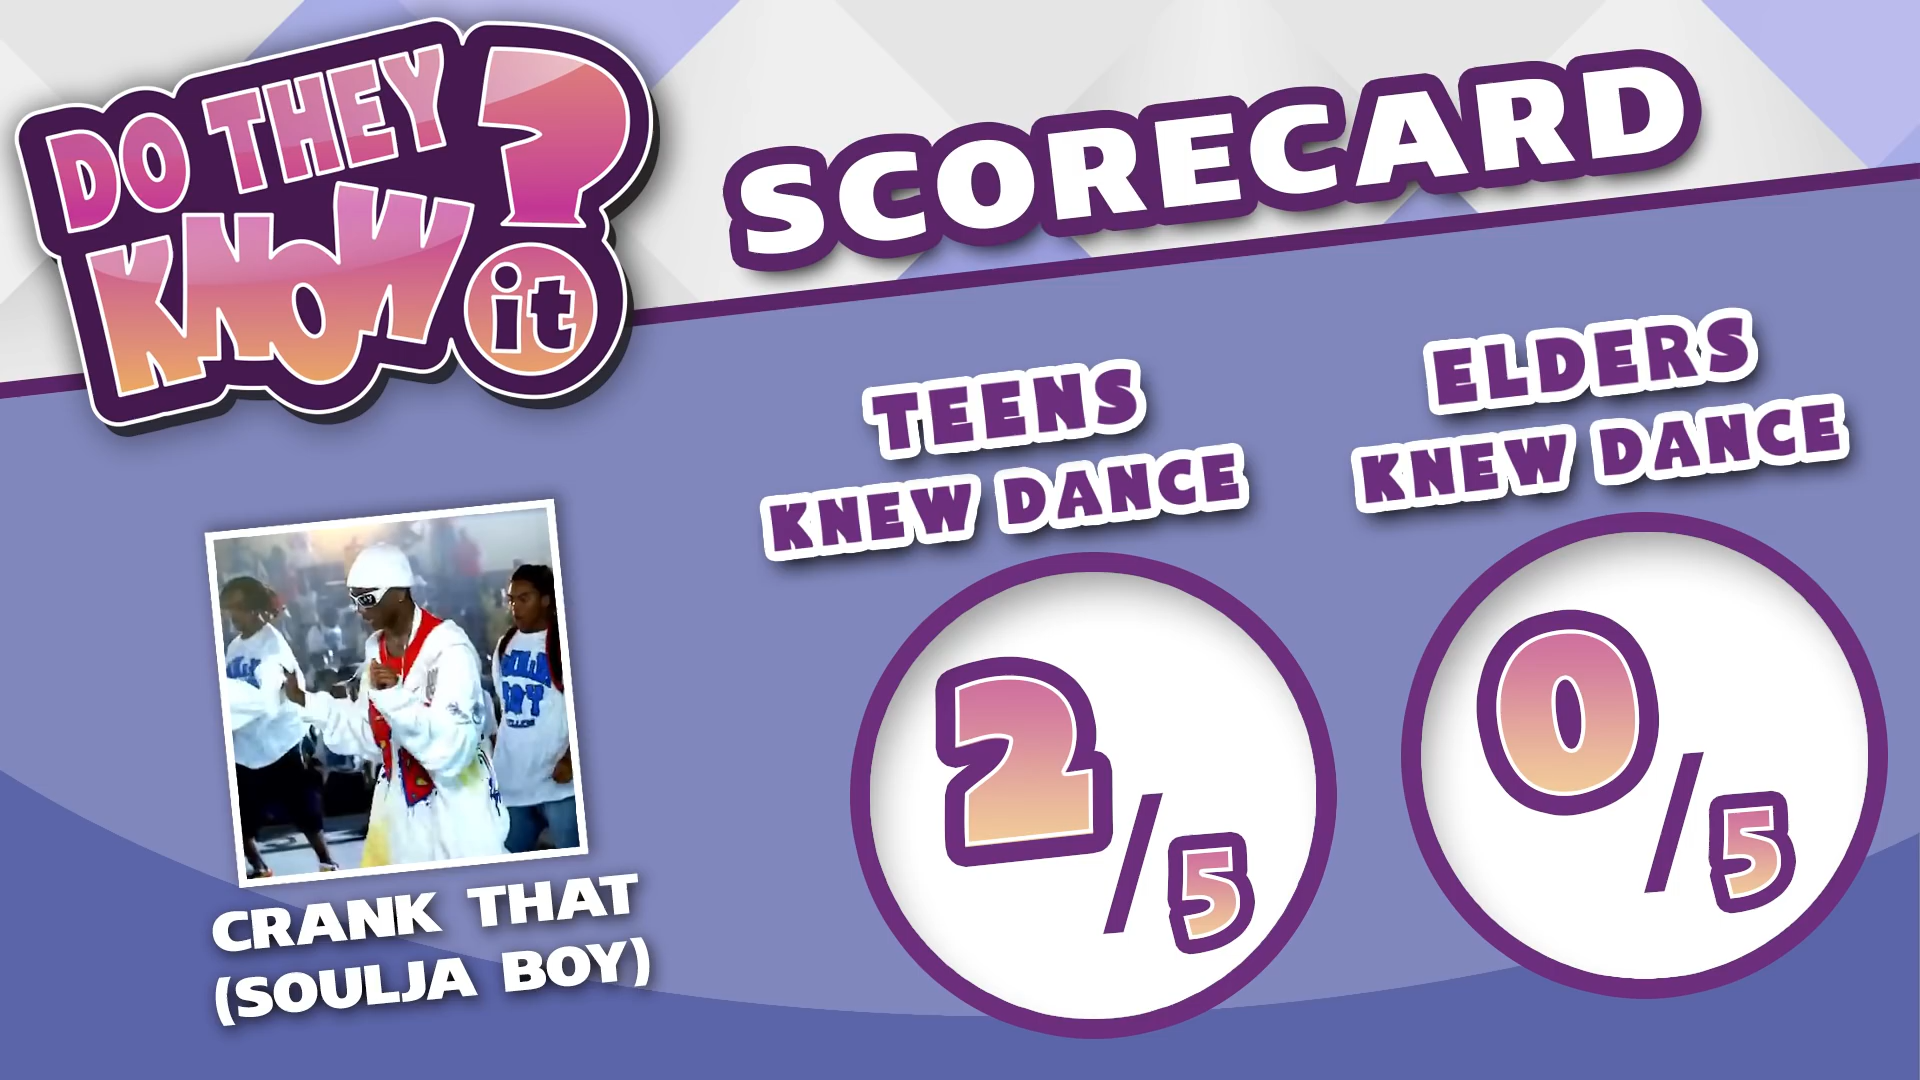 DO THEY
KNOW it?
SCORECARD
TEENS
KNEW DANCE
2/5
ELDERS
KNEW DANCE
0/5
CRANK THAT
(SOULJA BOY)